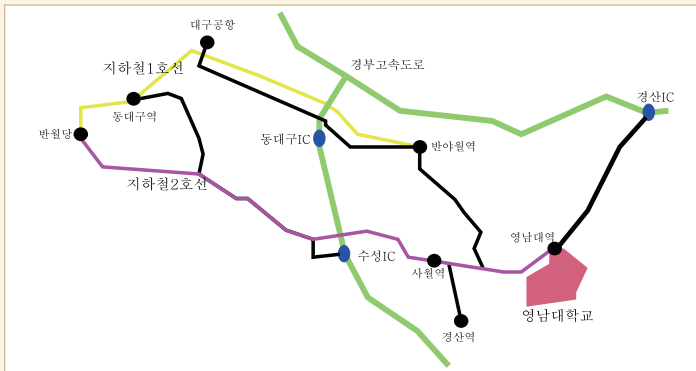 대구공항
지하철1호선
경부고속도로
경산IC
동대구역
반월당
동대구IC
반야월역
지하철2호선
영남대역
수성IC
사월역
영남대학교
경산역